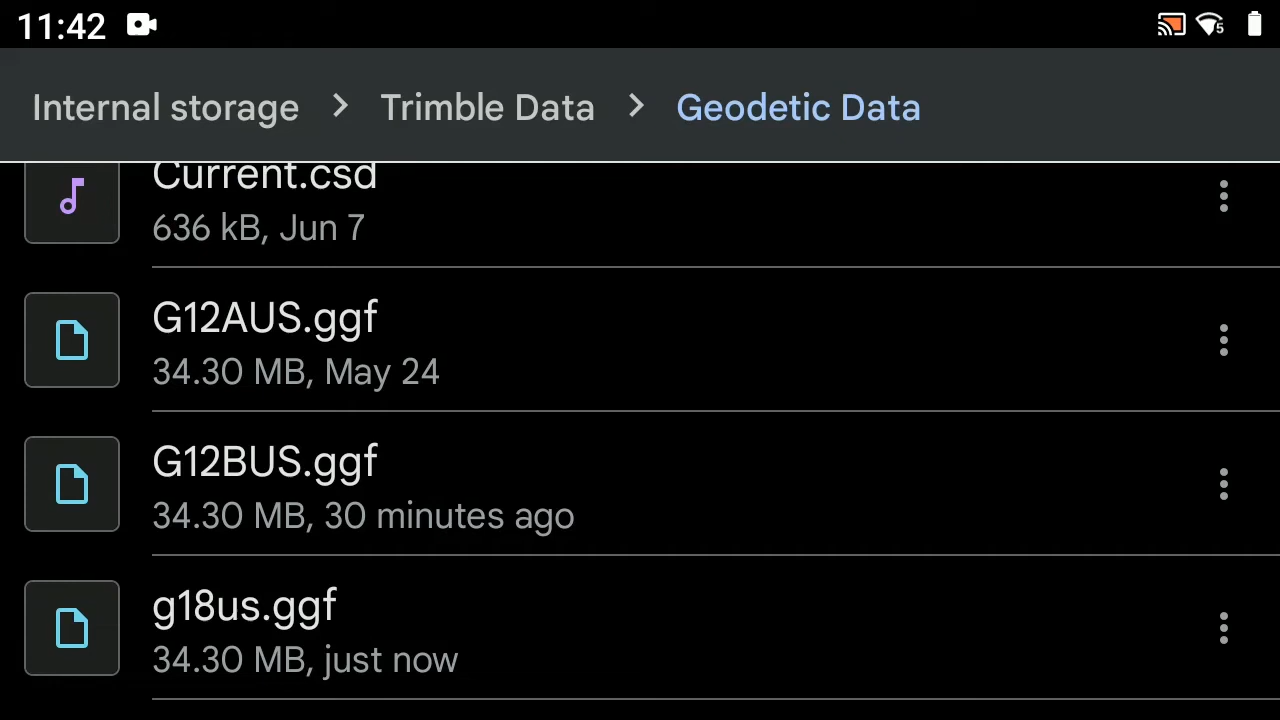 11:42
5
Internal storage > Trimble Data > Geodetic Data
Current.csd
636 kB, Jun 7
G12AUS.ggf
34.30 MB, May 24
G12BUS.ggf
34.30 MB, 30 minutes ago
g18us.ggf
34.30 MB, just now